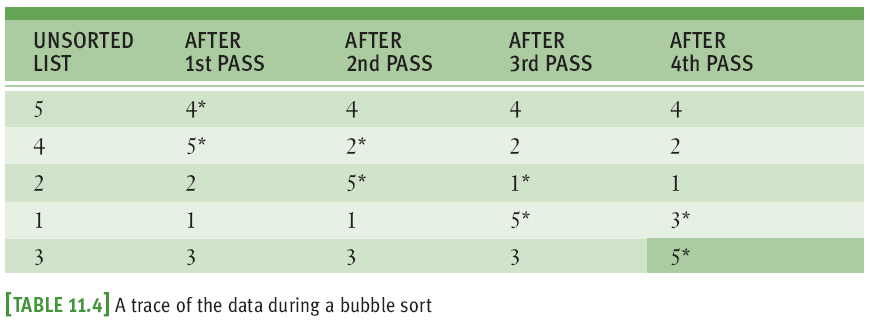 UNSORTED LIST AFTER 1st PASS AFTER 2nd PASS AFTER 3rd PASS AFTER 4th PASS
5 4* 4 4 4
4 5* 2* 2 2
2 2 5* 1* 1
1 1 1 5* 3*
3 3 3 3 5*
[TABLE 11.4] A trace of the data during a bubble sort